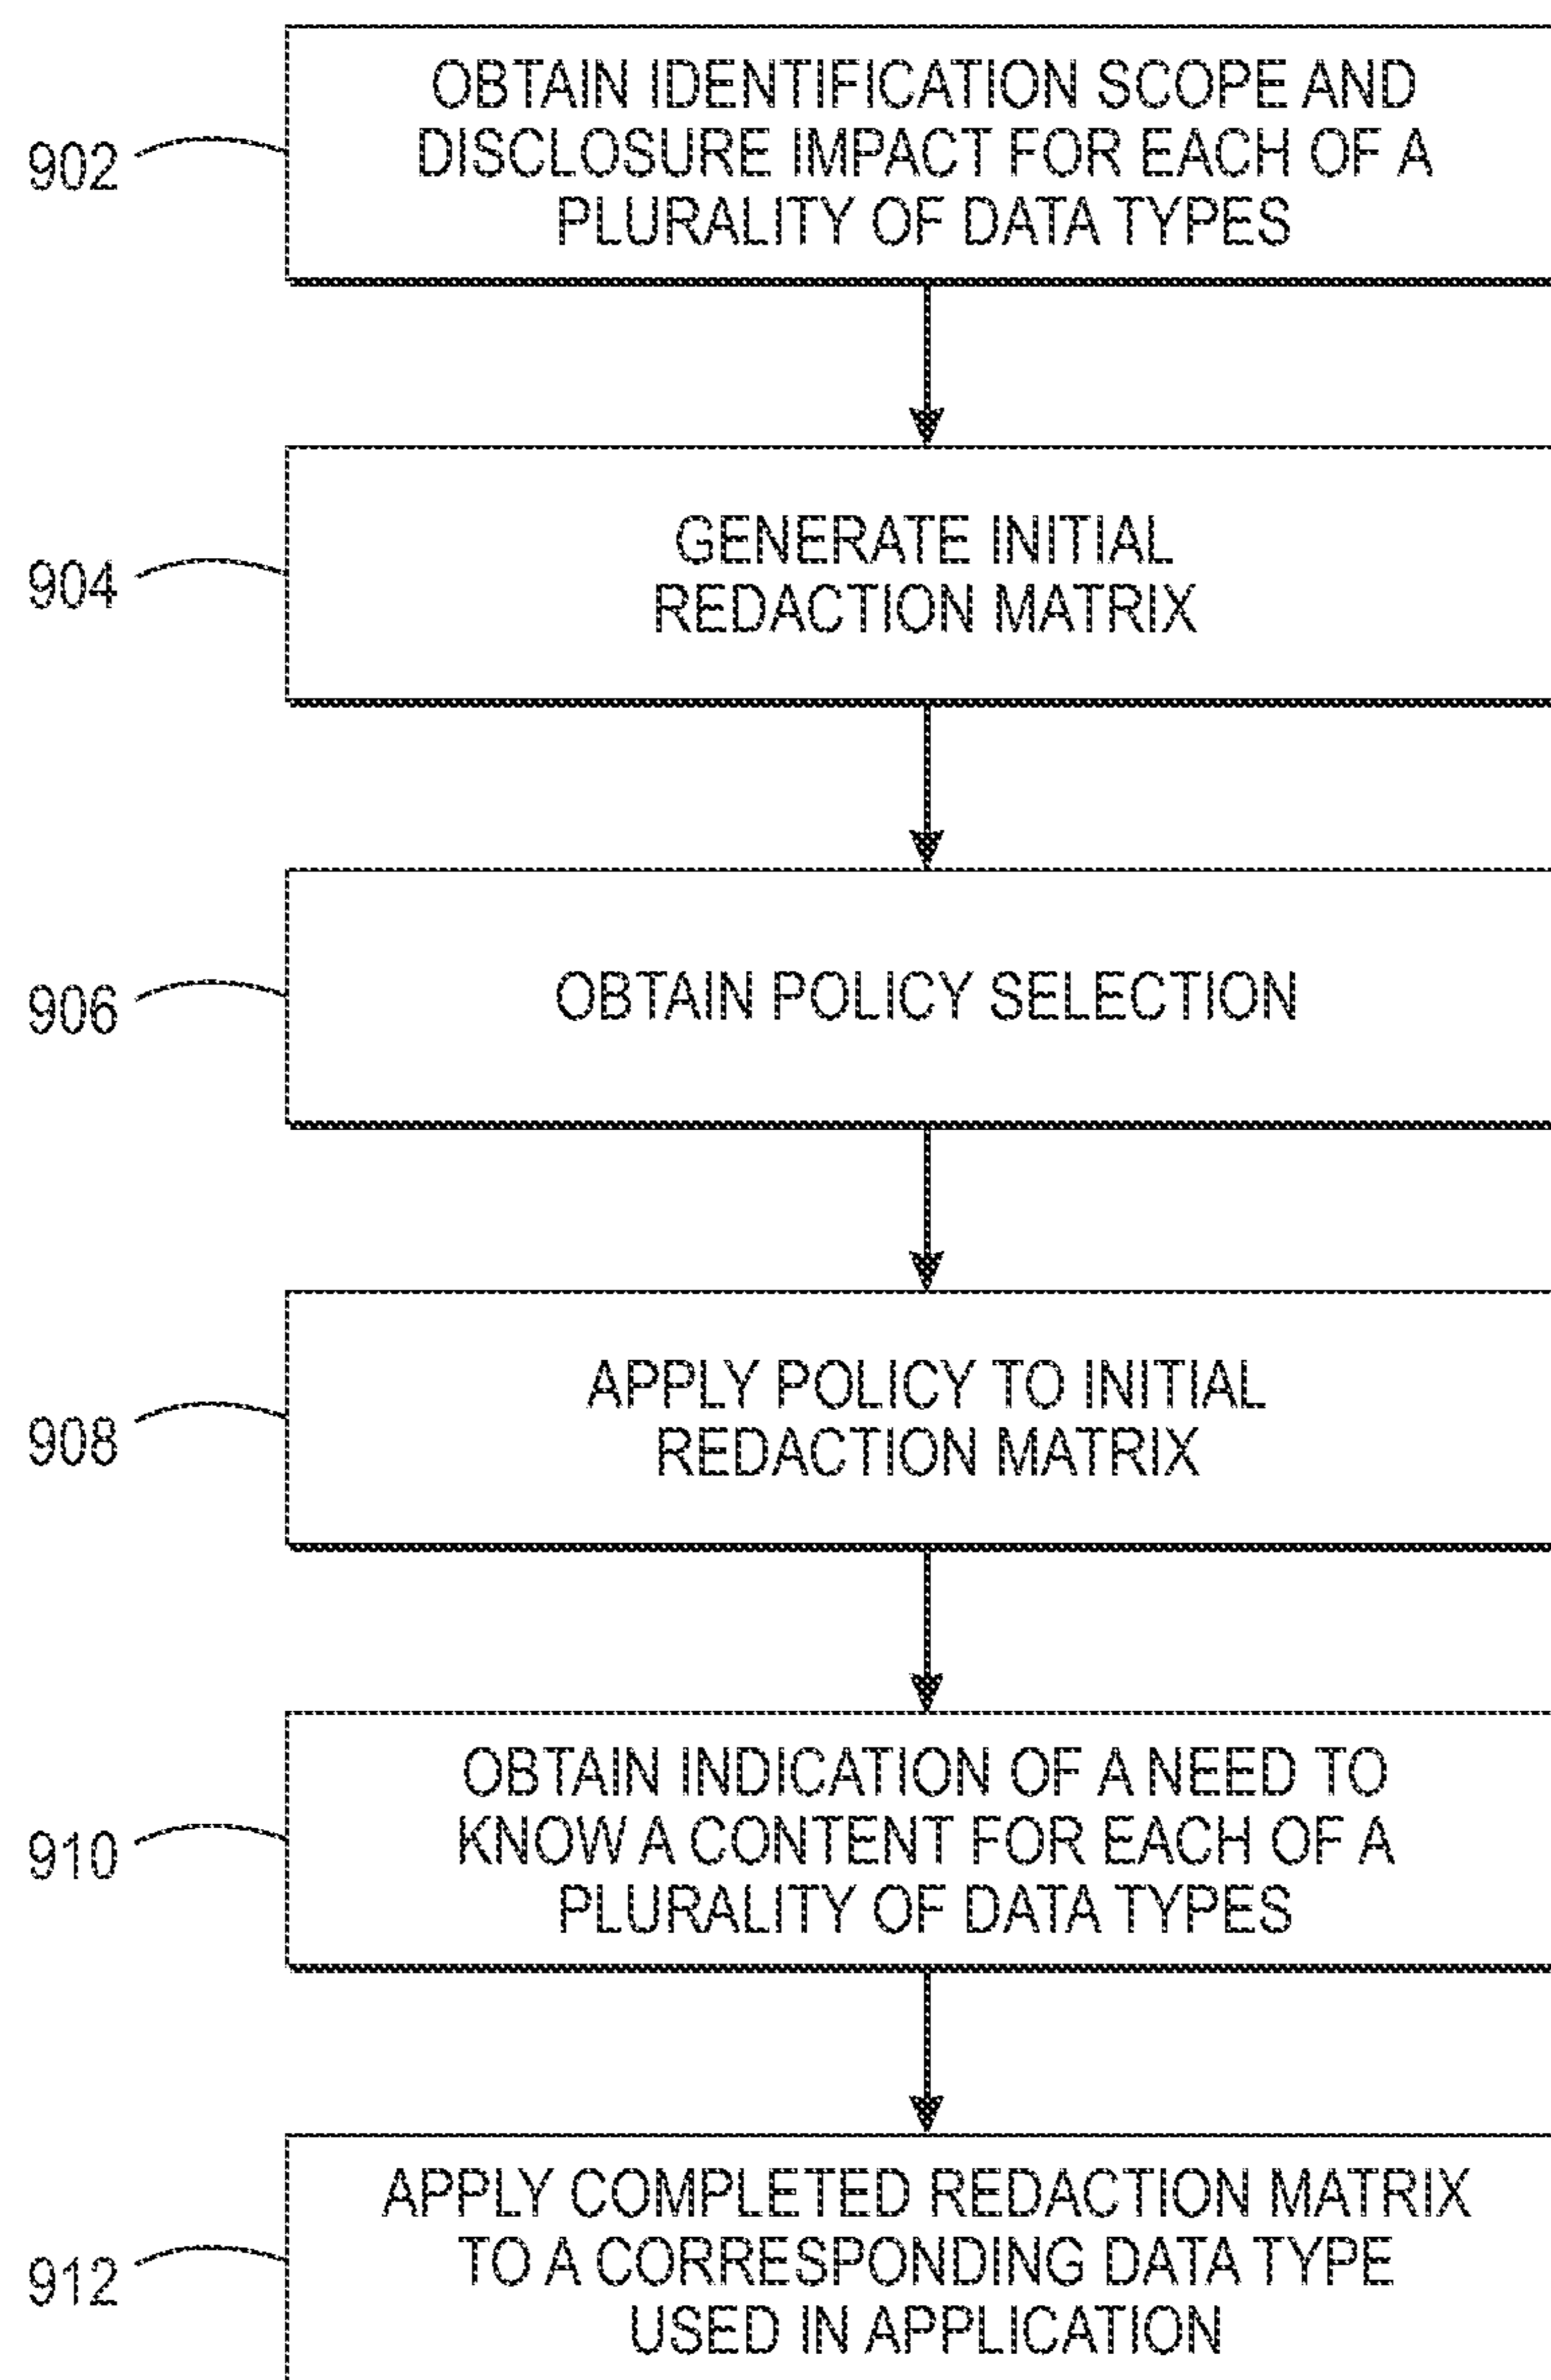 902
OBTAIN IDENTIFICATION SCOPE AND
DISCLOSURE IMPACT FOR EACH OF A
PLURALITY OF DATA TYPES
904
GENERATE INITIAL
REDACTION MATRIX
906
OBTAIN POLICY SELECTION
908
APPLY POLICY TO INITIAL
REDACTION MATRIX
910
OBTAIN INDICATION OF A NEED TO
KNOW A CONTENT FOR EACH OF A
PLURALITY OF DATA TYPES
912
APPLY COMPLETED REDACTION MATRIX
TO A CORRESPONDING DATA TYPE
USED IN APPLICATION